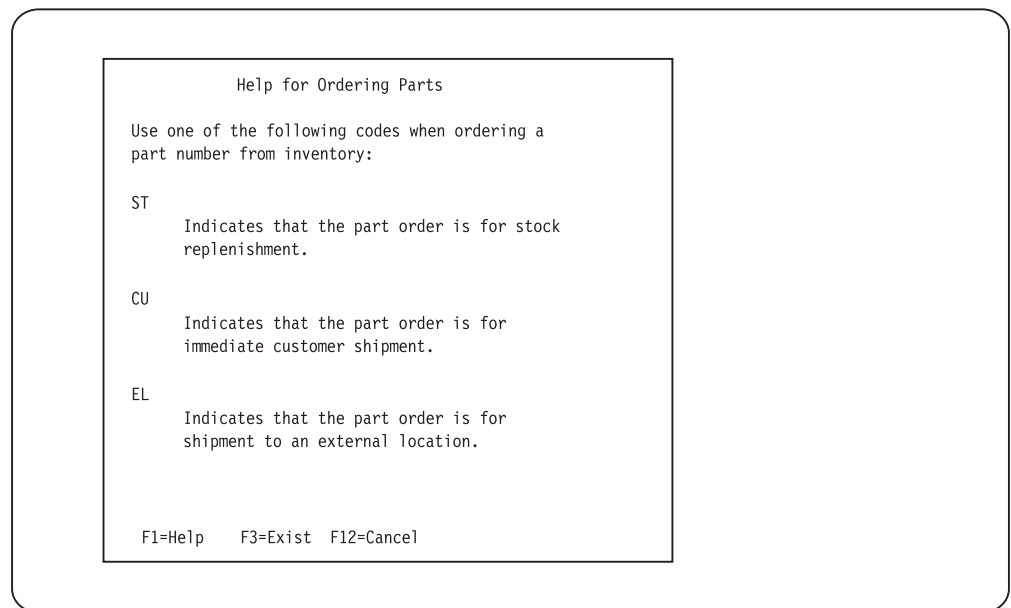 Help for Ordering Parts
Use one of the following codes when ordering a
part number from inventory:
ST
Indicates that the part order is for stock
replenishment.
CU
Indicates that the part order is for
immediate customer shipment.
EL
Indicates that the part order is for
shipment to an external location.
F1=Help F3=Exist F12=Cancel